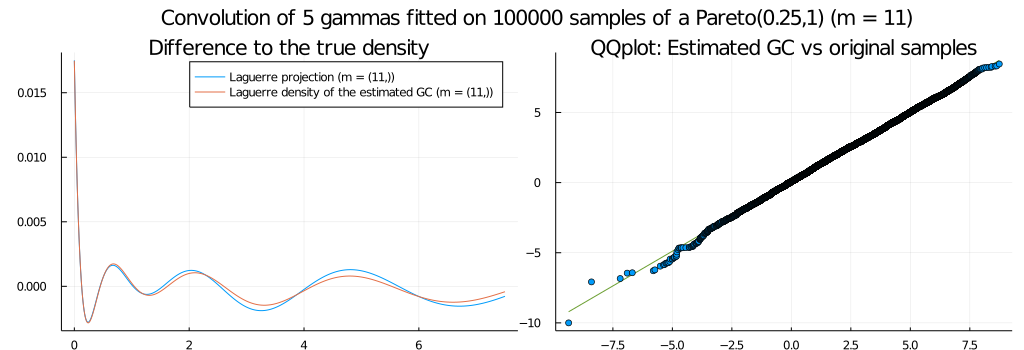 Convolution of 5 gammas fitted on 100000 samples of a Pareto(0.25,1) (m = 11)
Difference to the true density
Laguerre projection (m = (11,))
Laguerre density of the estimated GC (m = (11,))
0.015
0.010
0.005
0.000
0 2 4 6
QQplot: Estimated GC vs original samples
5
0
−5
−10
−7.5 −5.0 −2.5 0.0 2.5 5.0 7.5